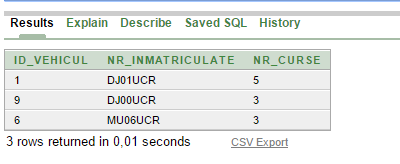 Results Explain Describe Saved SQL History
ID_VEHICUL NR_INMATRICULATE NR_CURSE
1 DJ01UCR 5
9 DJ00UCR 3
6 MU06UCR 3
3 rows returned in 0,01 seconds CSV Export